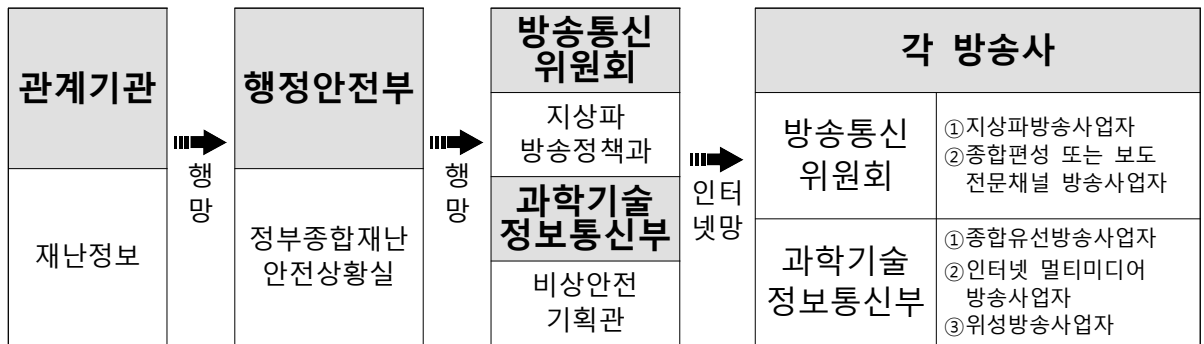 관계기관
재난정보
행
망
행정안전부
정부종합재난
안전상황실
행
망
방송통신
위원회
지상파
방송정책과
과학기술
정보통신부
비상안전
기획관
인터
넷망
각 방송사
방송통신
위원회
①지상파방송사업자
②종합편성 또는 보도
전문채널 방송사업자
과학기술
정보통신부
①종합유선방송사업자
②인터넷 멀티미디어
방송사업자
③위성방송사업자